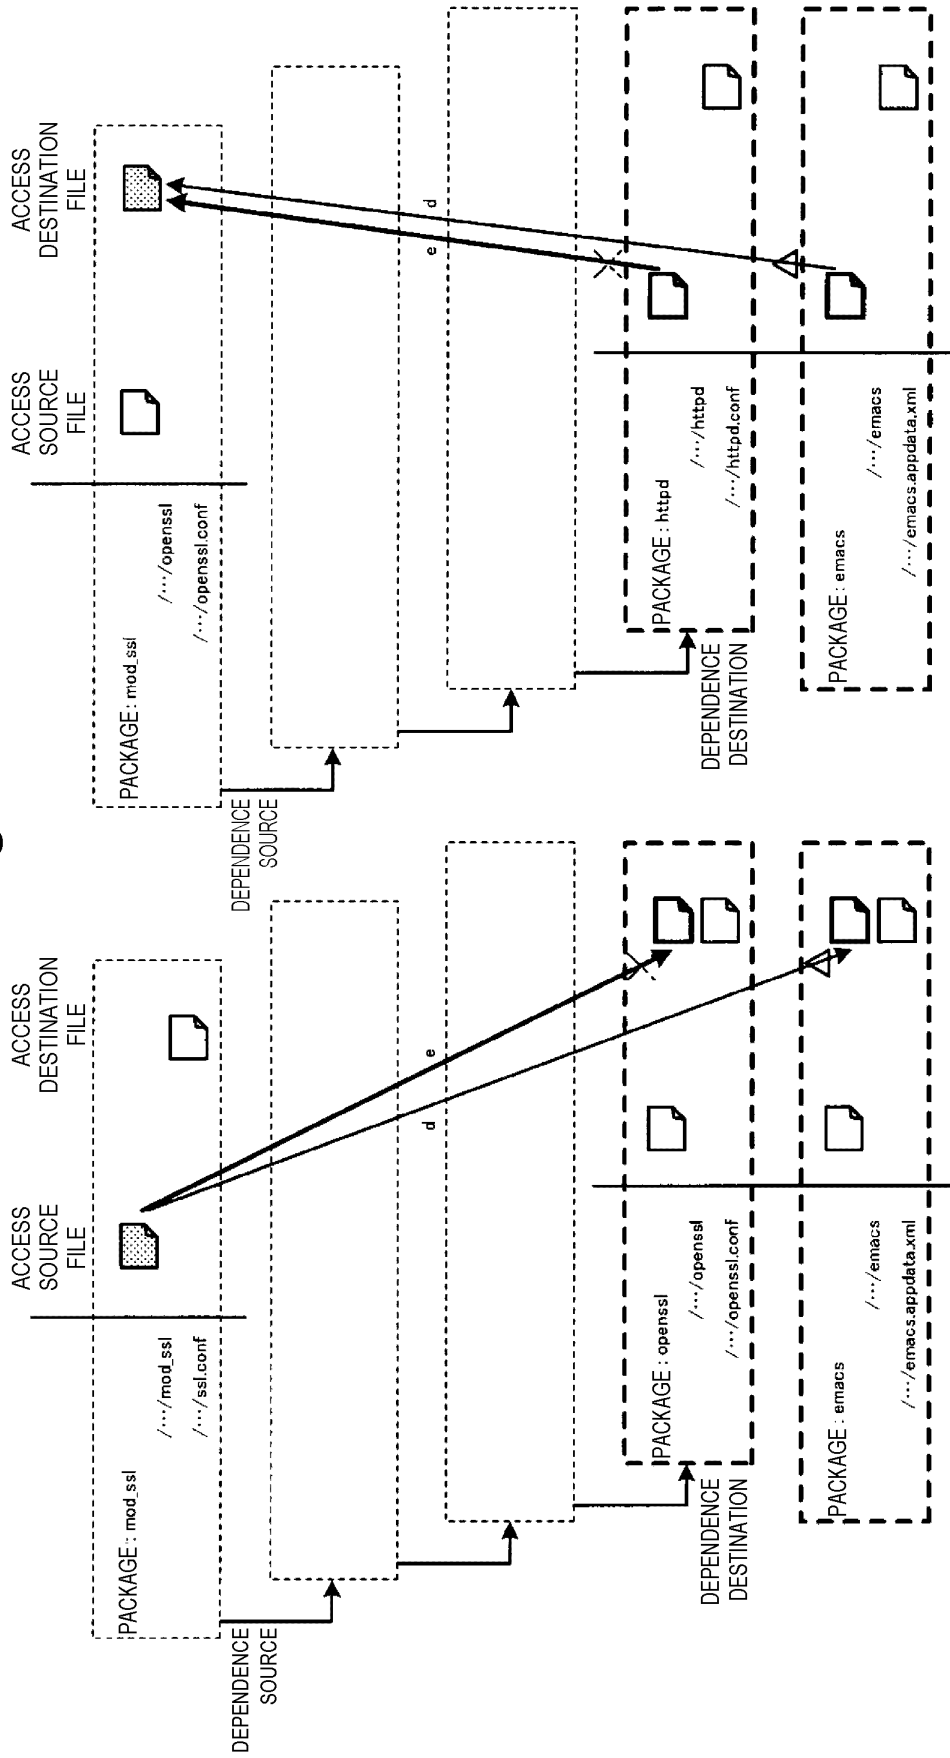 ACCESS
SOURCE
FILE
ACCESS
DESTINATION
FILE
PACKAGE : mod_ssl
/···/mod_ssl
/···/ssl.conf
DEPENDENCE
SOURCE
d
e
PACKAGE : openssl
/···/openssl
/···/openssl.conf
DEPENDENCE
DESTINATION
PACKAGE : emacs
/···/emacs
/···/emacs.appdata.xml
ACCESS
SOURCE
FILE
ACCESS
DESTINATION
FILE
PACKAGE : mod_ssl
/···/openssl
/···/openssl.conf
DEPENDENCE
SOURCE
e
d
PACKAGE : httpd
/···/httpd
/···/httpd.conf
DEPENDENCE
DESTINATION
PACKAGE : emacs
/···/emacs
/···/emacs.appdata.xml